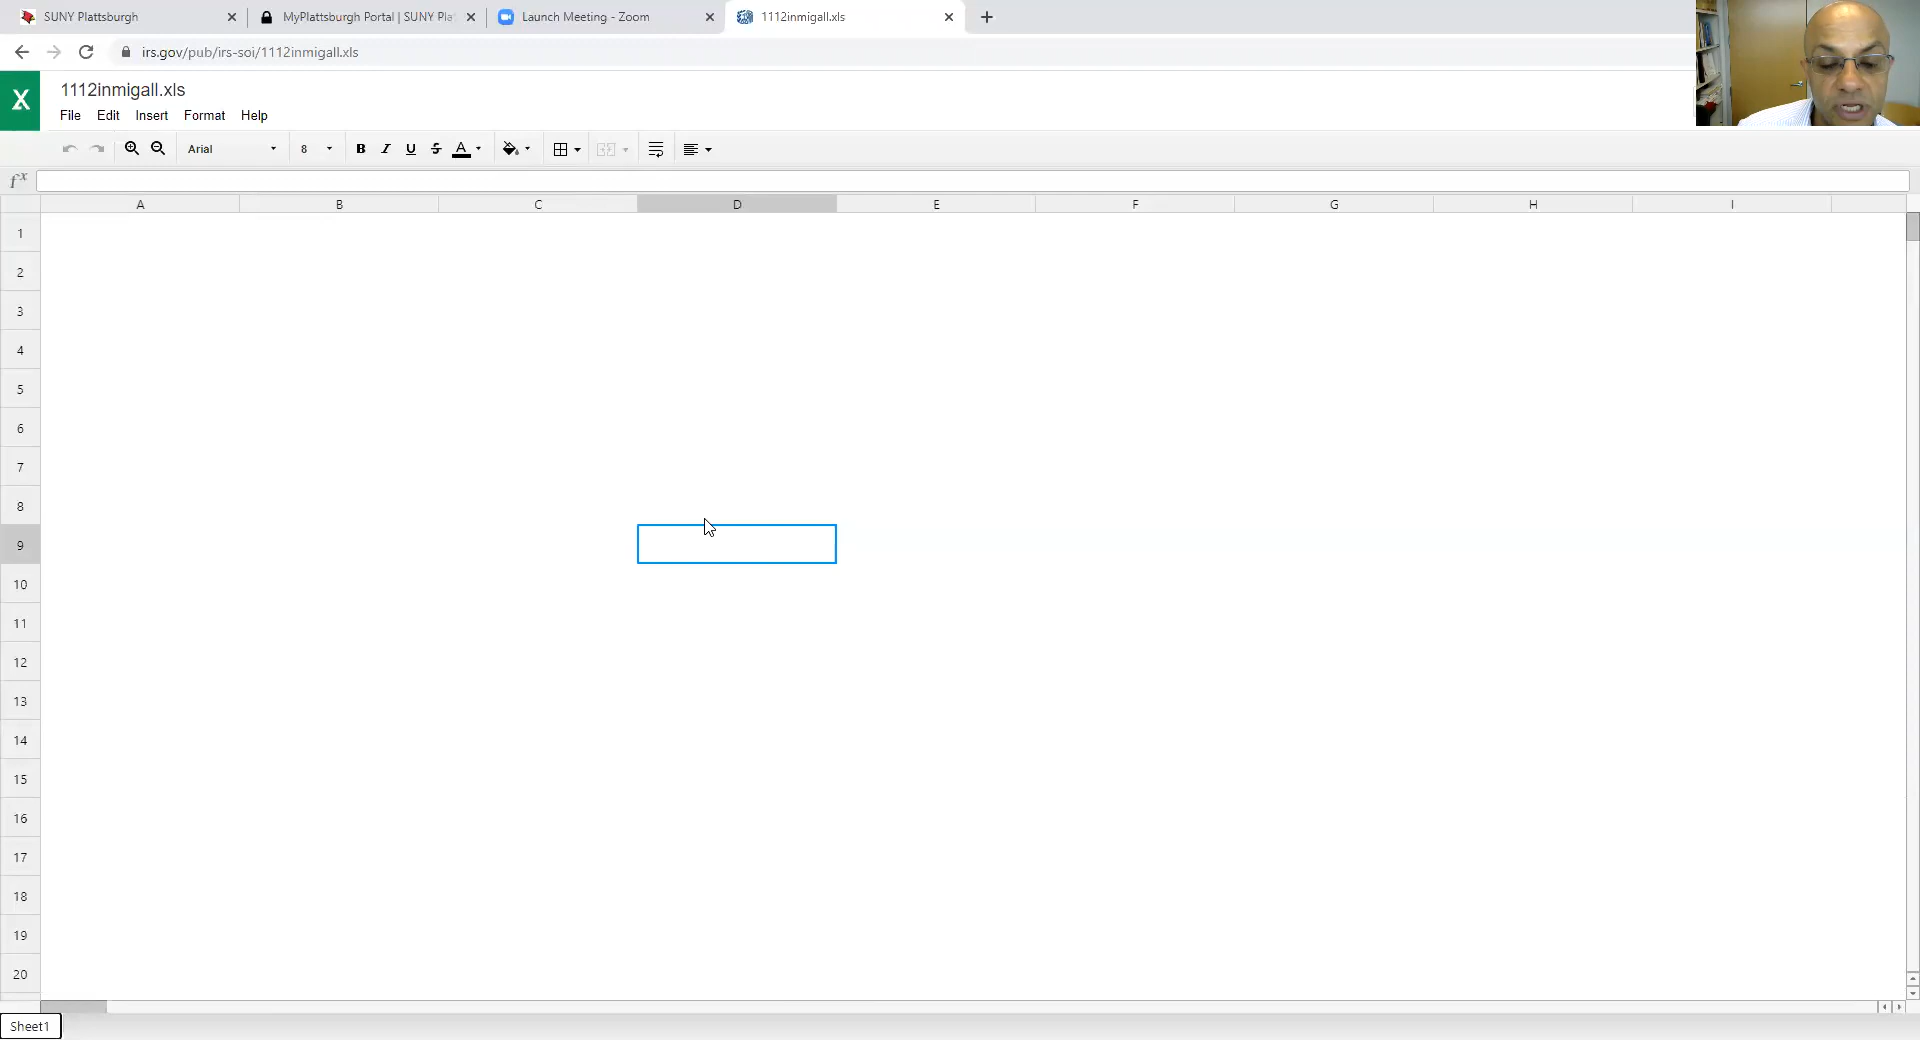 SUNY Plattsburgh
MyPlattsburgh Portal | SUNY Pla
Launch Meeting - Zoom
1112inmigall.xls
irs.gov/pub/irs-soi/1112inmigall.xls
X
1112inmigall.xls
File Edit Insert Format Help
Arial 8 B I U S A
fx
A B C D E F G H I
1
2
3
4
5
6
7
8
9
10
11
12
13
14
15
16
17
18
19
20
Sheet1